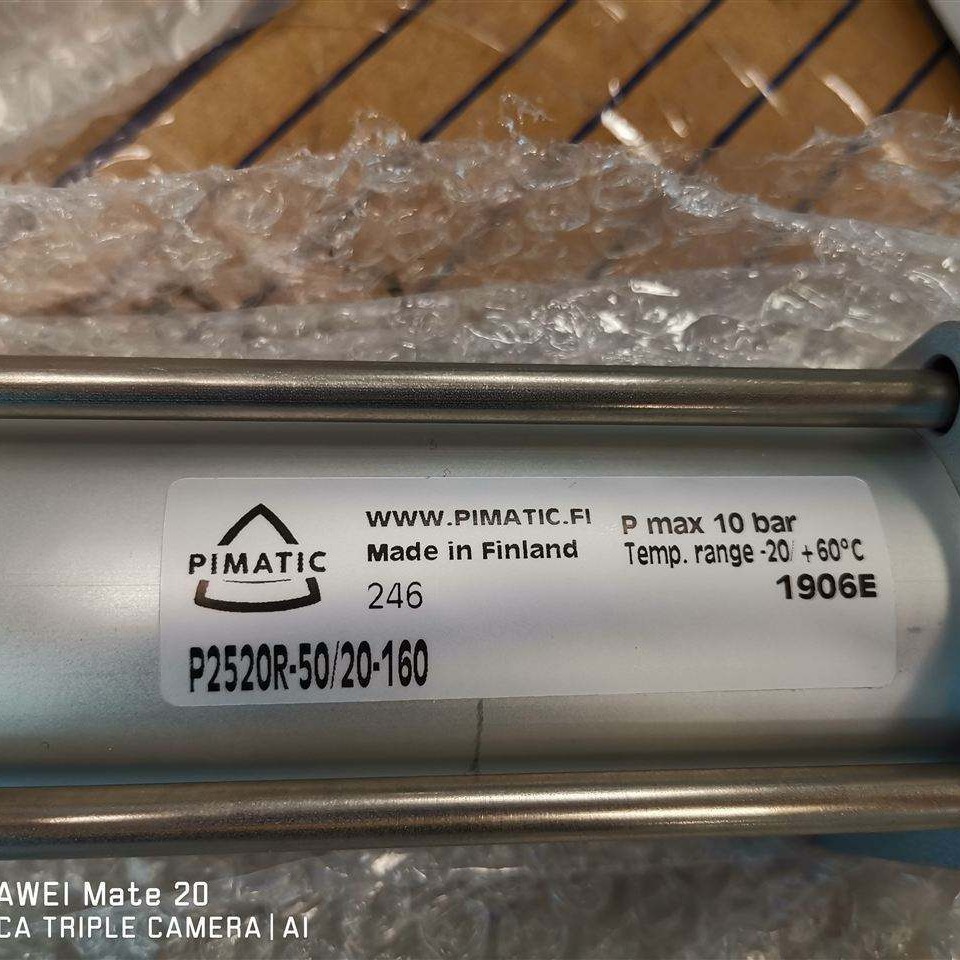 PIMATIC
WWW.PIMATIC.FI
Made in Finland
246
P max 10 bar
Temp. range -20/ +60°C
1906E
P2520R-50/20-160
AWEI Mate 20
CA TRIPLE CAMERA | AI